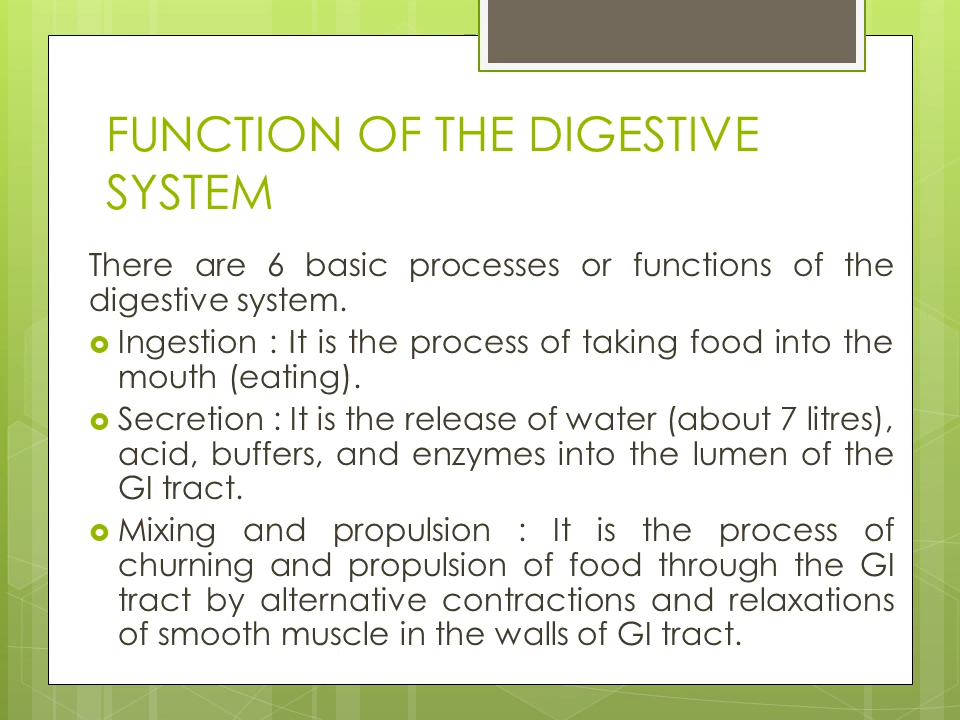 FUNCTION OF THE DIGESTIVE
SYSTEM
There are 6 basic processes or functions of the
digestive system.
Ingestion : It is the process of taking food into the
mouth (eating).
Secretion : It is the release of water (about 7 litres),
acid, buffers, and enzymes into the lumen of the
GI tract.
Mixing and propulsion : It is the process of
churning and propulsion of food through the GI
tract by alternative contractions and relaxations
of smooth muscle in the walls of GI tract.